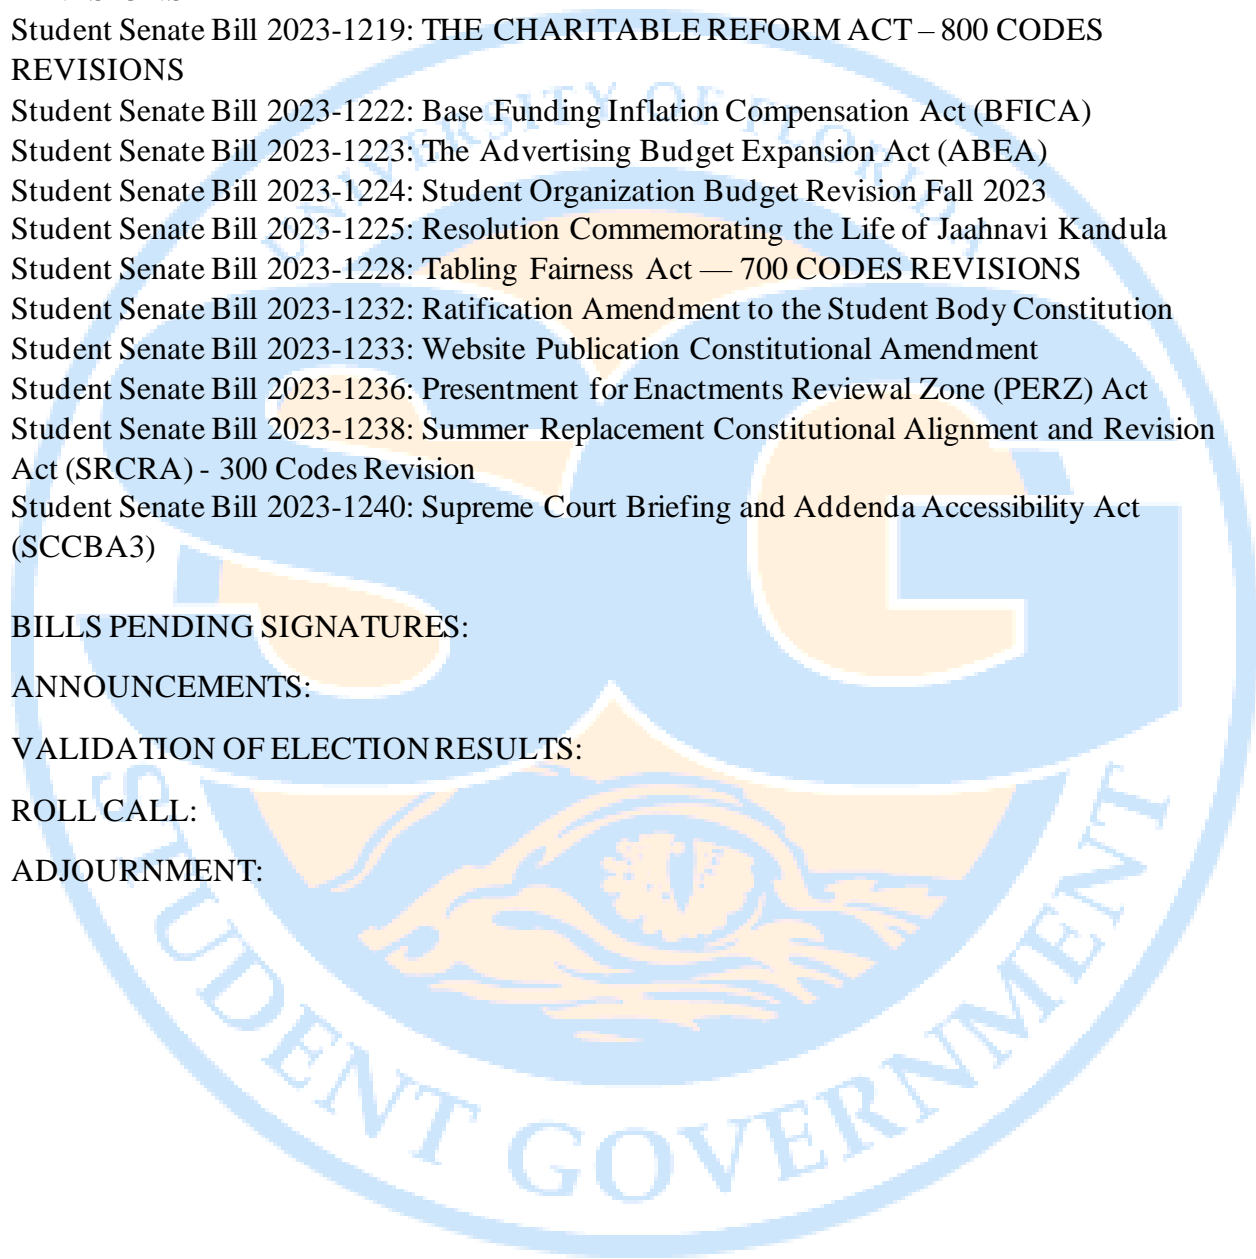 Student Senate Bill 2023-1219: THE CHARITABLE REFORM ACT – 800 CODES
REVISIONS
Student Senate Bill 2023-1222: Base Funding Inflation Compensation Act (BFICA)
Student Senate Bill 2023-1223: The Advertising Budget Expansion Act (ABEA)
Student Senate Bill 2023-1224: Student Organization Budget Revision Fall 2023
Student Senate Bill 2023-1225: Resolution Commemorating the Life of Jaahnavi Kandula
Student Senate Bill 2023-1228: Tabling Fairness Act — 700 CODES REVISIONS
Student Senate Bill 2023-1232: Ratification Amendment to the Student Body Constitution
Student Senate Bill 2023-1233: Website Publication Constitutional Amendment
Student Senate Bill 2023-1236: Presentment for Enactments Reviewal Zone (PERZ) Act
Student Senate Bill 2023-1238: Summer Replacement Constitutional Alignment and Revision
Act (SRCRA) - 300 Codes Revision
Student Senate Bill 2023-1240: Supreme Court Briefing and Addenda Accessibility Act
(SCCBA3)
BILLS PENDING SIGNATURES:
ANNOUNCEMENTS:
VALIDATION OF ELECTION RESULTS:
ROLL CALL:
ADJOURNMENT:
UNIVERSITY OF FLORIDA
SG
STUDENT GOVERNMENT